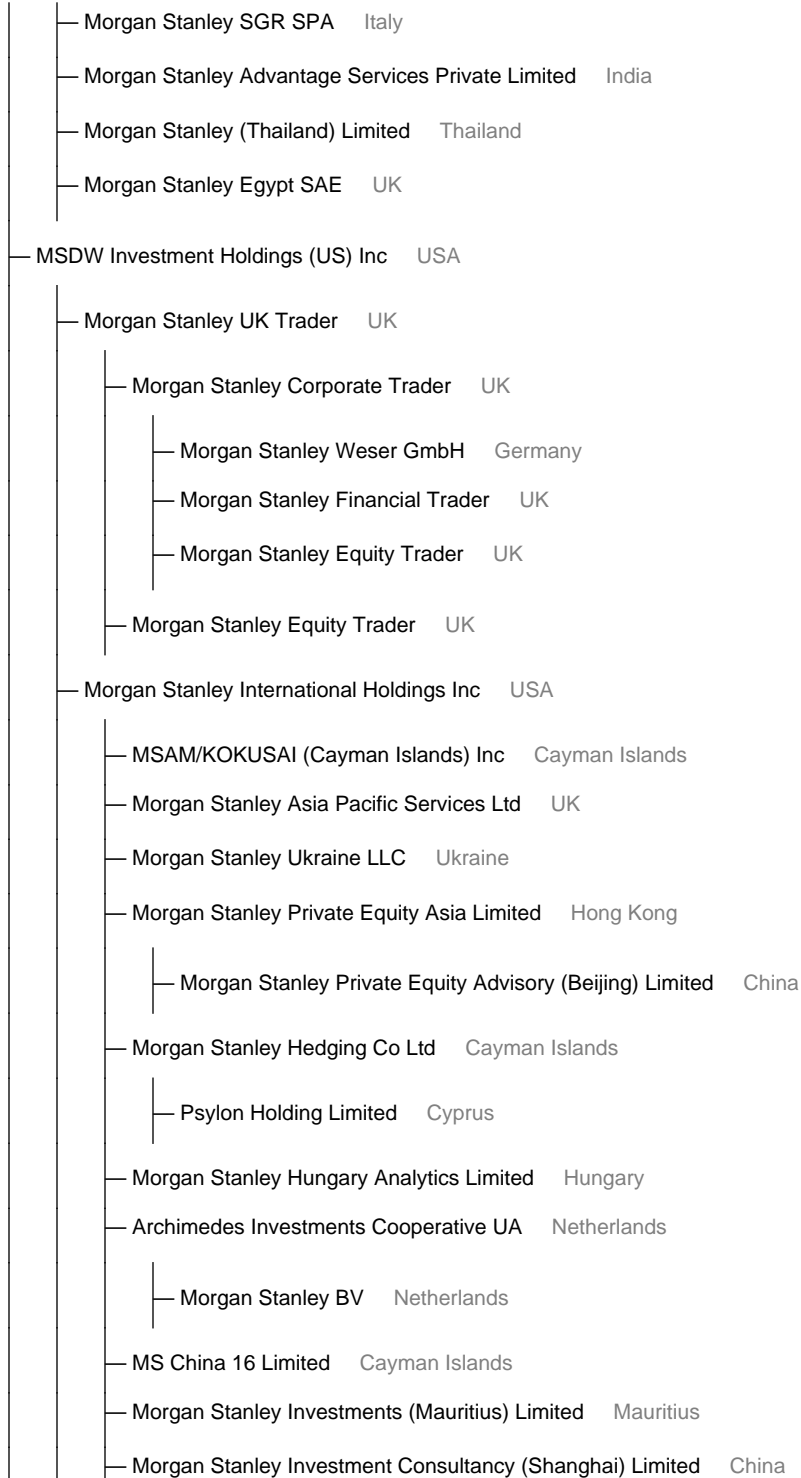 Morgan Stanley SGR SPA Italy
Morgan Stanley Advantage Services Private Limited India
Morgan Stanley (Thailand) Limited Thailand
Morgan Stanley Egypt SAE UK
MSDW Investment Holdings (US) Inc USA
Morgan Stanley UK Trader UK
Morgan Stanley Corporate Trader UK
Morgan Stanley Weser GmbH Germany
Morgan Stanley Financial Trader UK
Morgan Stanley Equity Trader UK
Morgan Stanley Equity Trader UK
Morgan Stanley International Holdings Inc USA
MSAM/KOKUSAI (Cayman Islands) Inc Cayman Islands
Morgan Stanley Asia Pacific Services Ltd UK
Morgan Stanley Ukraine LLC Ukraine
Morgan Stanley Private Equity Asia Limited Hong Kong
Morgan Stanley Private Equity Advisory (Beijing) Limited China
Morgan Stanley Hedging Co Ltd Cayman Islands
Psylon Holding Limited Cyprus
Morgan Stanley Hungary Analytics Limited Hungary
Archimedes Investments Cooperative UA Netherlands
Morgan Stanley BV Netherlands
MS China 16 Limited Cayman Islands
Morgan Stanley Investments (Mauritius) Limited Mauritius
Morgan Stanley Investment Consultancy (Shanghai) Limited China